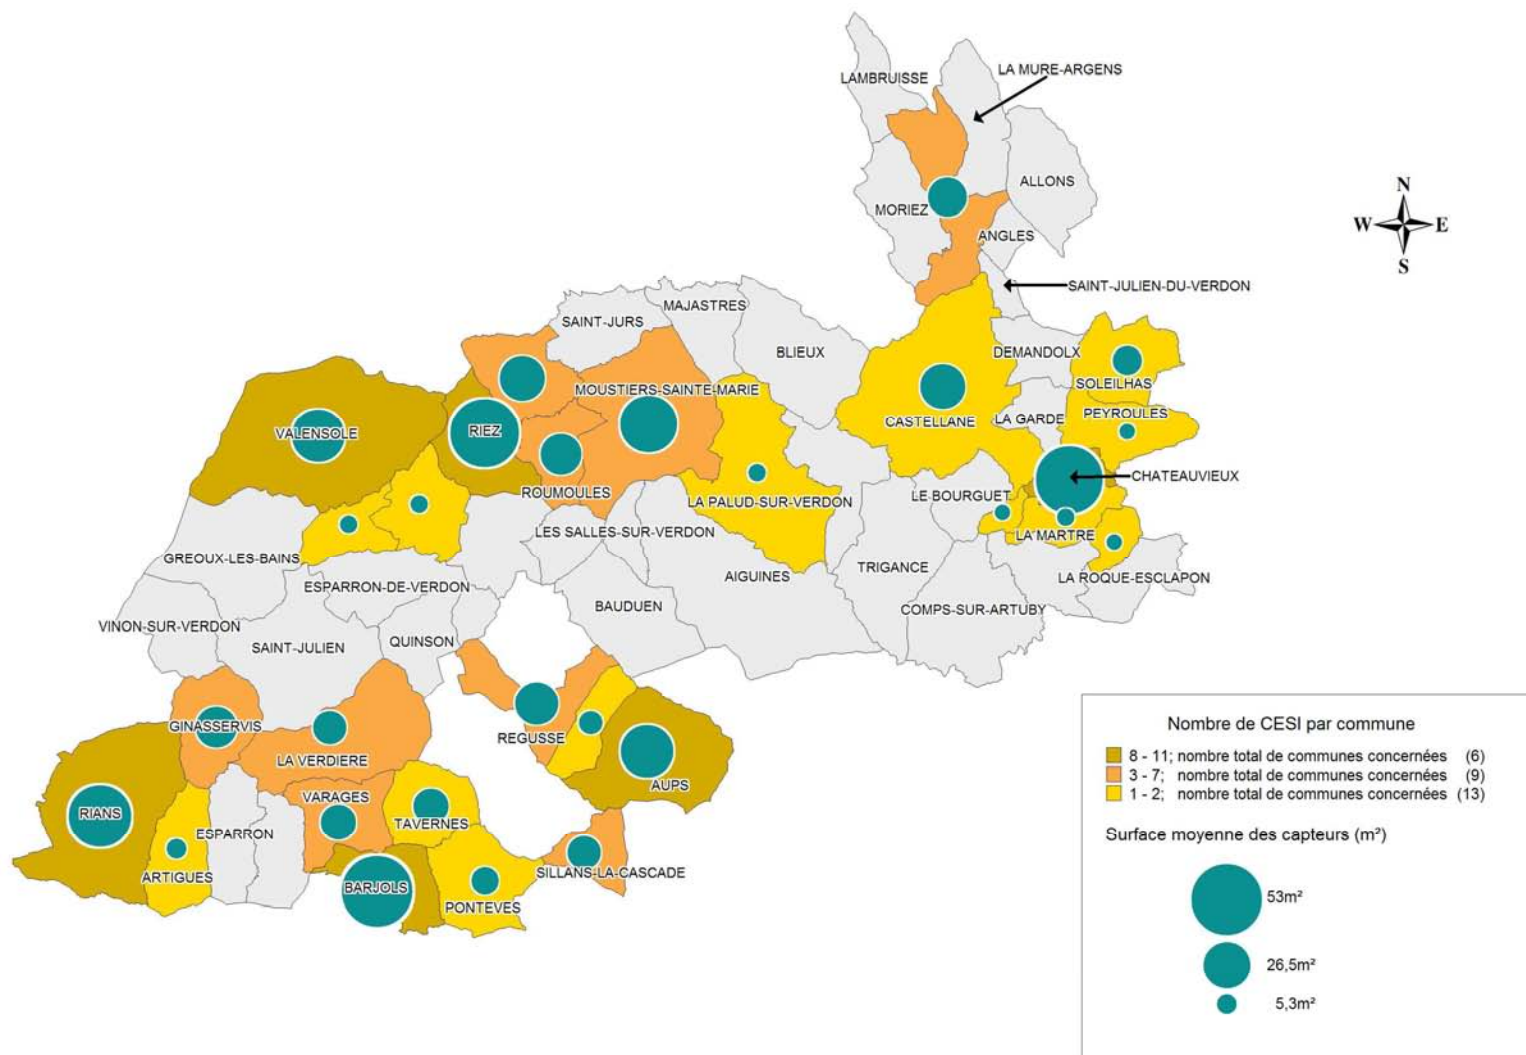 LA MURE-ARGENS
LAMBRUISSE
ALLONS
MORIEZ
ANGLES
N
W E
S
SAINT-JULIEN-DU-VERDON
MAJASTRES
SAINT-JURS
BLIEUX
DEMANDOLX
SOLEILHAS
MOUSTIERS-SAINTE-MARIE
PEYROULES
LA GARDE
CASTELLANE
VALENSOLE
RIEZ
CHATEAUVIEUX
ROUMOULES
LE BOURGUET
LA PALUD-SUR-VERDON
LES SALLES-SUR-VERDON
LA MARTRE
GREOUX-LES-BAINS
TRIGANCE
AIGUINES
LA ROQUE-ESCLAPON
ESPARRON-DE-VERDON
BAUDUEN
COMPS-SUR-ARTUBY
VINON-SUR-VERDON
QUINSON
SAINT-JULIEN
GINASSERVIS
REGUSSE
LA VERDIERE
AUPS
VARAGES
RIANS
TAVERNES
ESPARRON
SILLANS-LA-CASCADE
ARTIGUES
BARJOLS
PONTEVES
Nombre de CESI par commune
8 - 11; nombre total de communes concernées (6)
3 - 7; nombre total de communes concernées (9)
1 - 2; nombre total de communes concernées (13)
Surface moyenne des capteurs (m²)
53m²
26,5m²
5,3m²